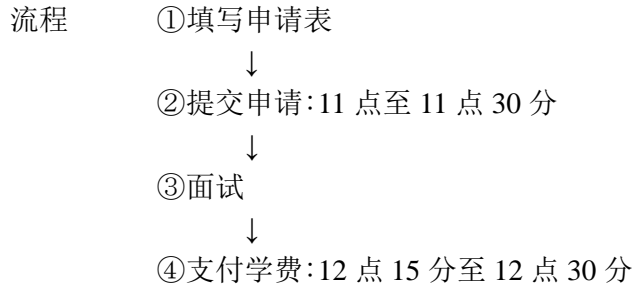 流程 ①填写申请表
↓
②提交申请:11 点至 11 点 30 分
↓
③面试
↓
④支付学费:12 点 15 分至 12 点 30 分